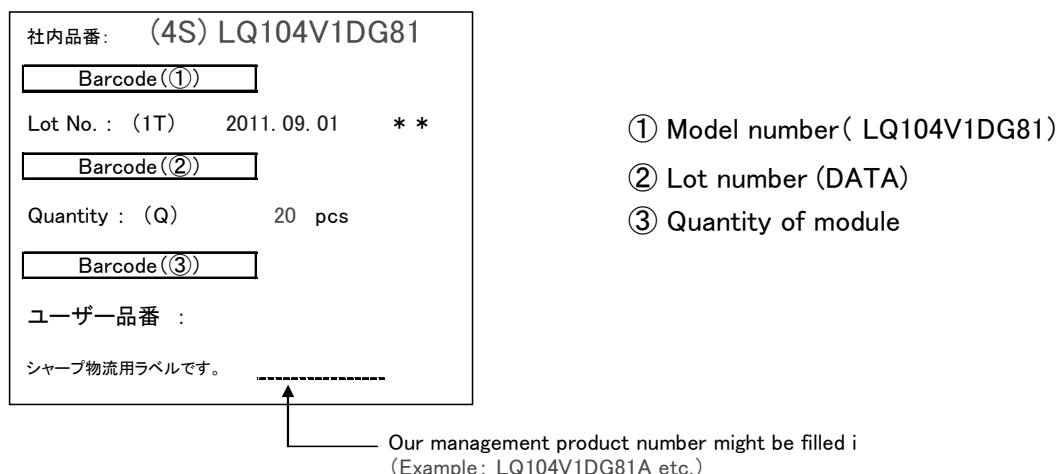 社内品番: (4S) LQ104V1DG81
Barcode(①)
Lot No. : (1T) 2011. 09. 01 * *
Barcode(②)
Quantity : (Q) 20 pcs
Barcode(③)
ユーザー品番 :
シャープ物流用ラベルです。
① Model number( LQ104V1DG81)
② Lot number (DATA)
③ Quantity of module
Our management product number might be filled i
(Example: LQ104V1DG81A etc.)